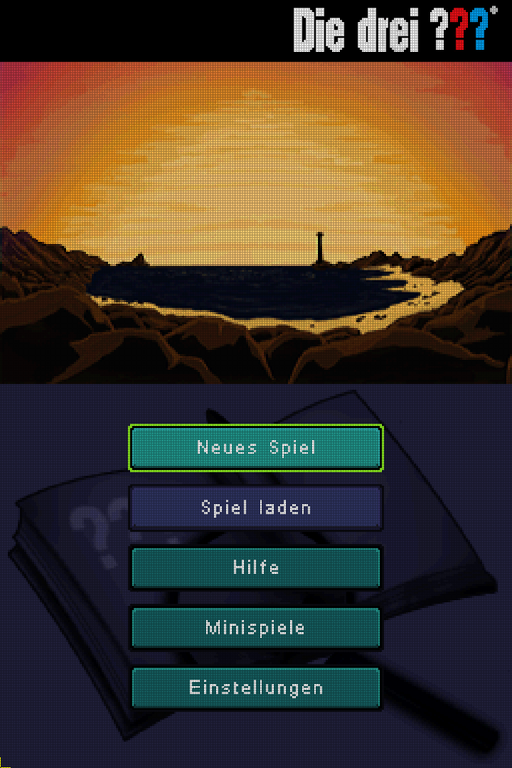 Die drei ???®
??
Neues Spiel
Spiel laden
Hilfe
Minispiele
Einstellungen